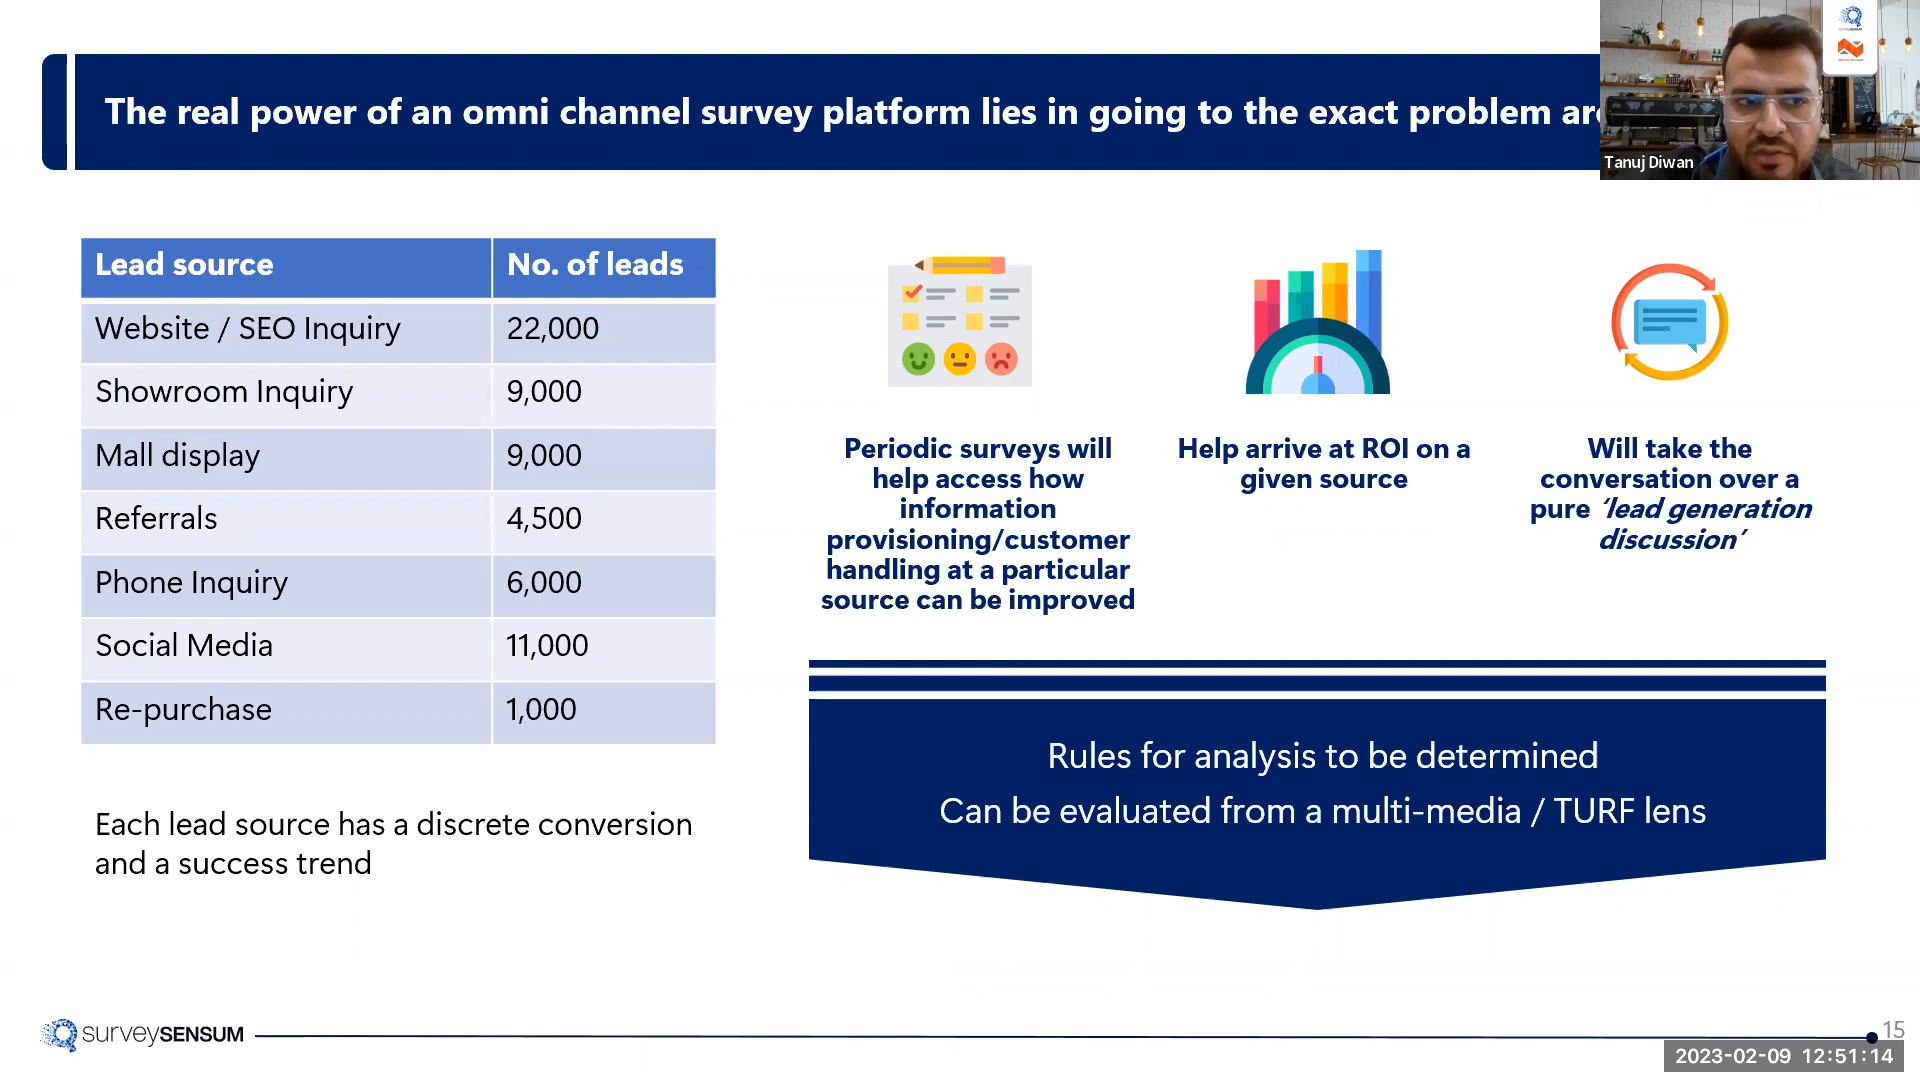 The real power of an omni channel survey platform lies in going to the exact problem
Tanuj Diwan
Lead source No. of leads
Website / SEO Inquiry 22,000
Showroom Inquiry 9,000
Mall display 9,000
Referrals 4,500
Phone Inquiry 6,000
Social Media 11,000
Re-purchase 1,000
Each lead source has a discrete conversion
and a success trend
Periodic surveys will
help access how
information
provisioning/customer
handling at a particular
source can be improved
Help arrive at ROI on a
given source
Will take the
conversation over a
pure ‘lead generation
discussion’
Rules for analysis to be determined
Can be evaluated from a multi-media / TURF lens
surveySENSUM
15
2023-02-09 12:51:14